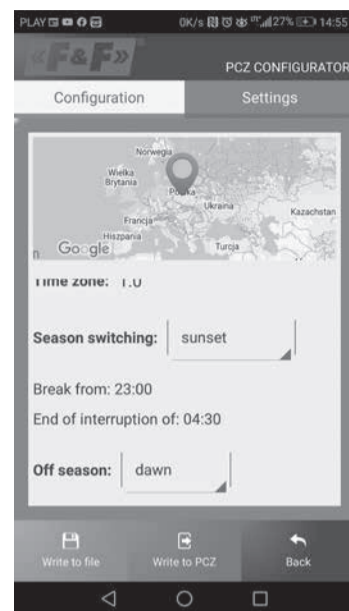 PLAY 0K/s 27% 14:55
«F&F»
PCZ CONFIGURATOR
Configuration Settings
Norwegia
Wielka
Brytania
Polska
Ukraina
Kazachstan
Francja
Hiszpania
Turcja
Google
Time zone: 1.0
Season switching: sunset
Break from: 23:00
End of interruption of: 04:30
Off season: dawn
Write to file Write to PCZ Back